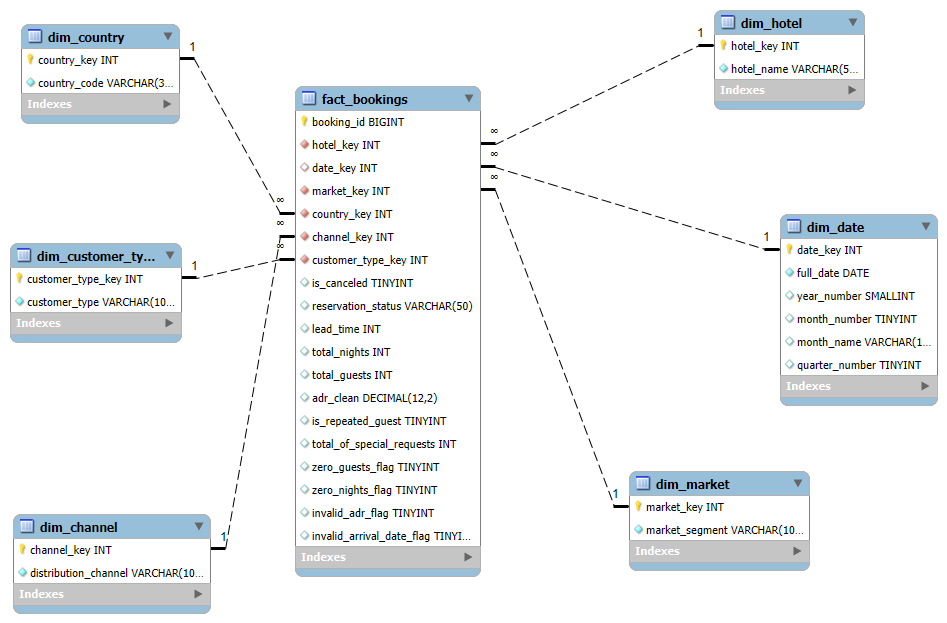 dim_country
country_key INT
country_code VARCHAR(3...
Indexes
1
dim_customer_ty...
customer_type_key INT
customer_type VARCHAR(10...
Indexes
1
dim_channel
channel_key INT
distribution_channel VARCHAR(10...
Indexes
1
fact_bookings
booking_id BIGINT
hotel_key INT
date_key INT
market_key INT
country_key INT
channel_key INT
customer_type_key INT
is_canceled TINYINT
reservation_status VARCHAR(50)
lead_time INT
total_nights INT
total_guests INT
adr_clean DECIMAL(12,2)
is_repeated_guest TINYINT
total_of_special_requests INT
zero_guests_flag TINYINT
zero_nights_flag TINYINT
invalid_adr_flag TINYINT
invalid_arrival_date_flag TINYI...
Indexes
∞
∞
∞
∞
∞
∞
dim_hotel
hotel_key INT
hotel_name VARCHAR(5...
Indexes
1
dim_date
date_key INT
full_date DATE
year_number SMALLINT
month_number TINYINT
month_name VARCHAR(1...
quarter_number TINYINT
Indexes
1
dim_market
market_key INT
market_segment VARCHAR(10...
Indexes
1